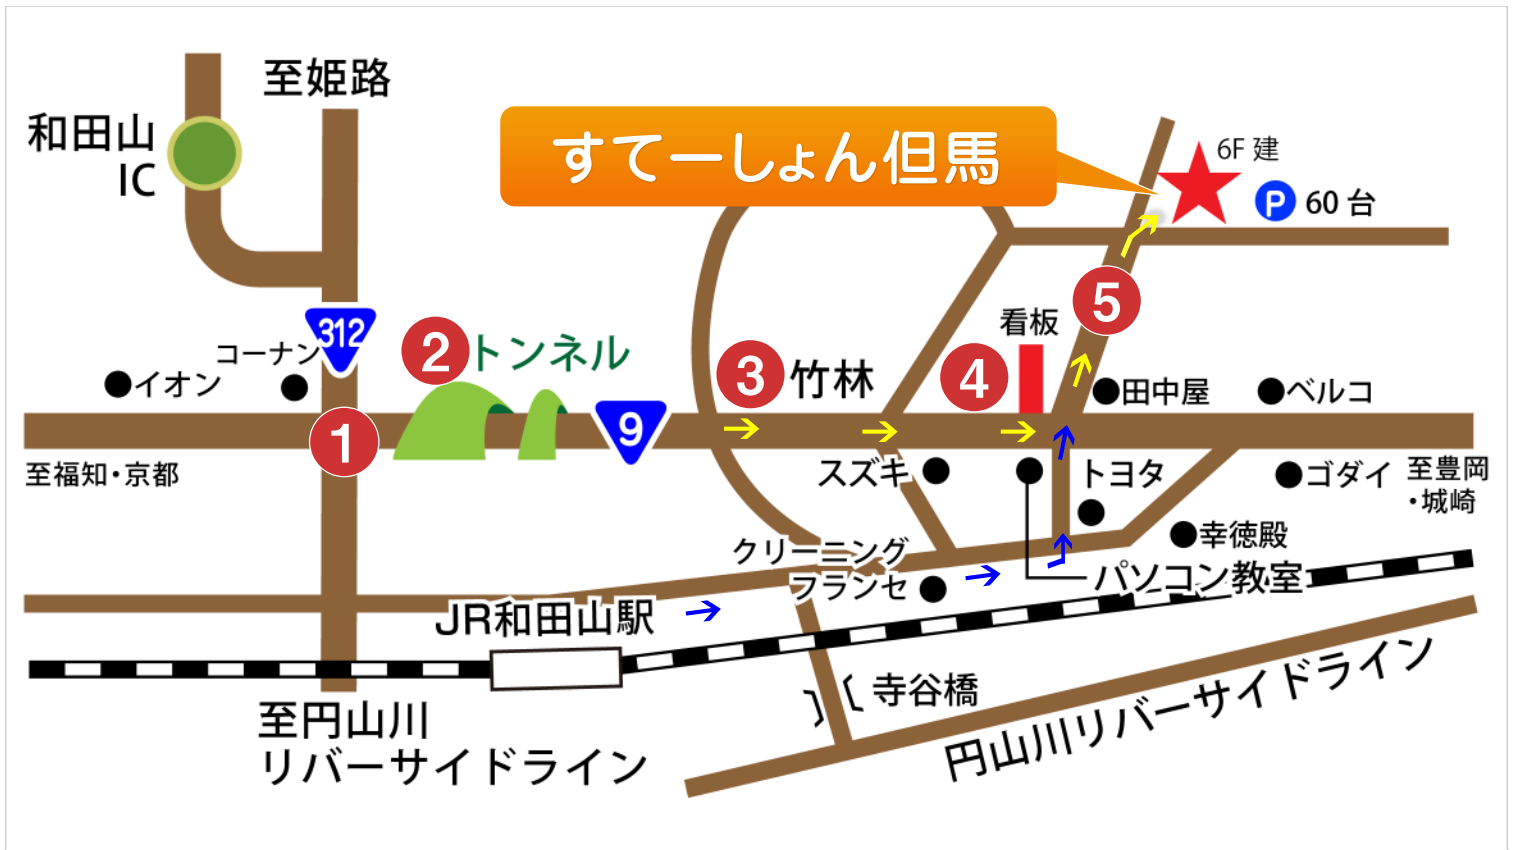 至姫路
和田山
IC
すてーしょん但馬
6F 建
P
60 台
312
コーナン
イオン
2
トンネル
3
竹林
看板
4
5
田中屋
ベルコ
1
9
至福知・京都
スズキ
トヨタ
ゴダイ
至豊岡
・城崎
幸徳殿
クリーニング
フランセ
パソコン教室
JR和田山駅
寺谷橋
至円山川
リバーサイドライン
円山川リバーサイドライン